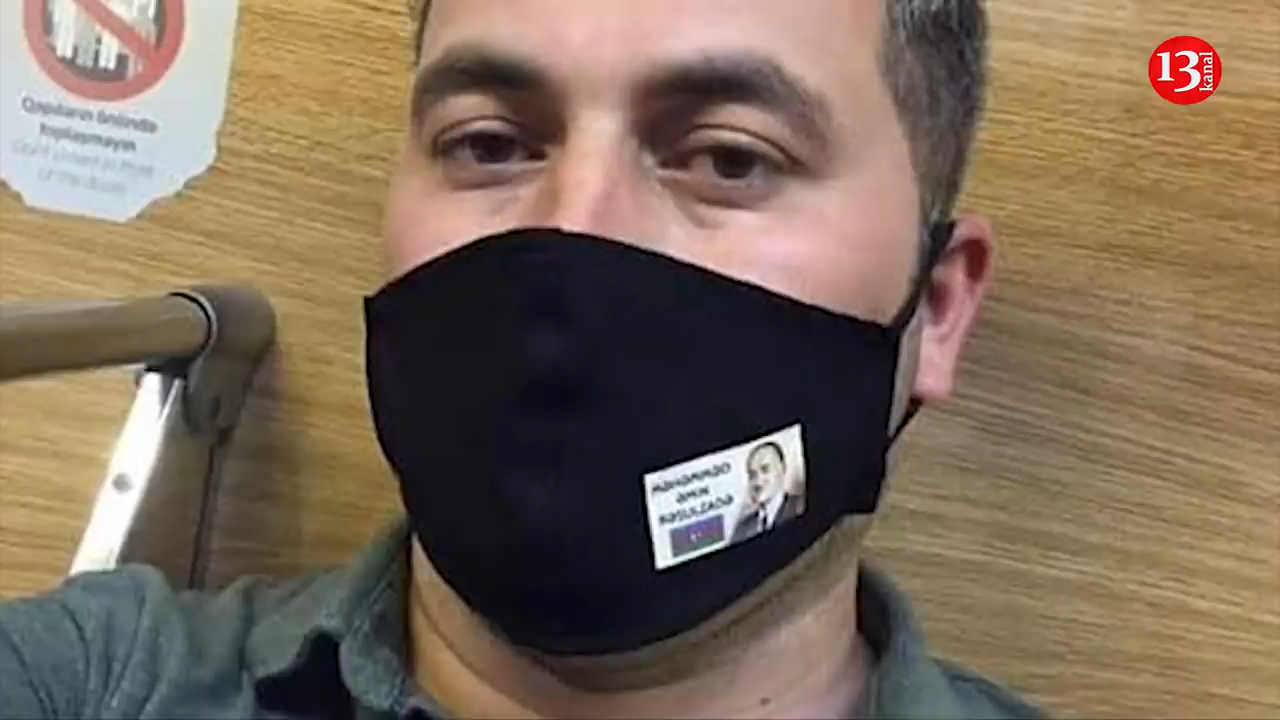 Qapıların önündə
toplaşmayın
Don't crowd in front
of the doors
13
kanal
MƏHƏMMƏD
ƏMİN
RƏSULZADƏ